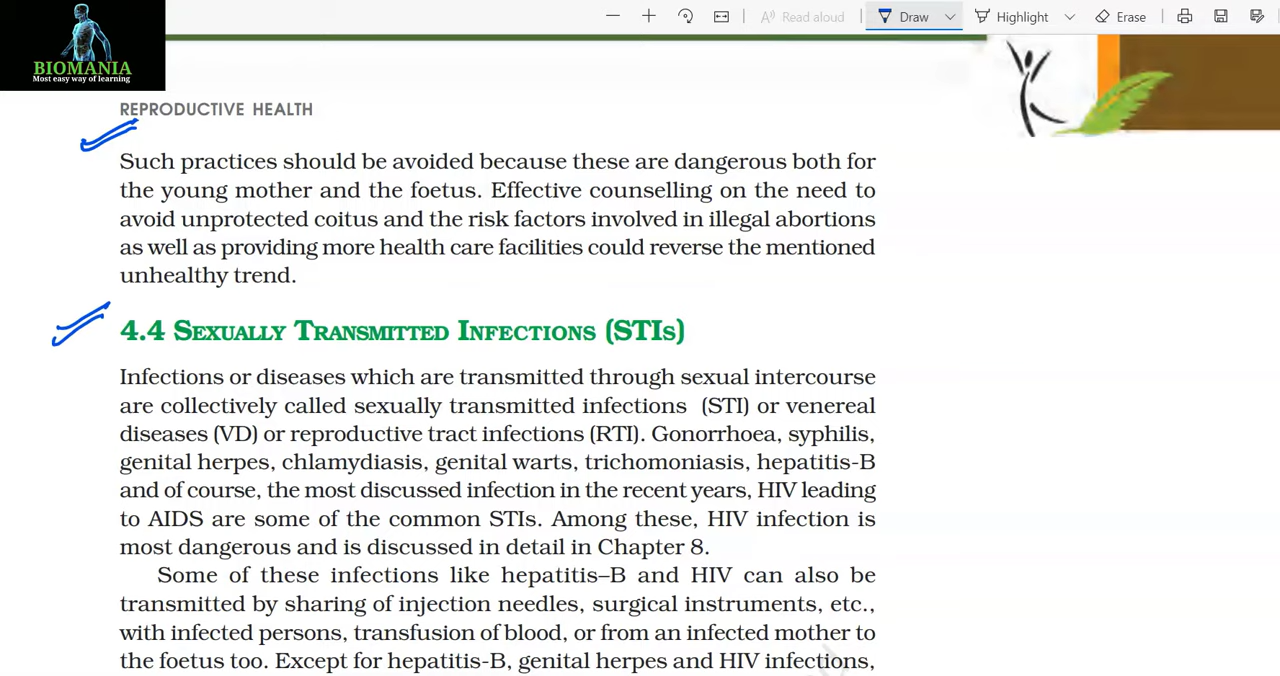 Read aloud
Draw
Highlight
Erase
BIOMANIA
Most easy way of learning
REPRODUCTIVE HEALTH
Such practices should be avoided because these are dangerous both for
the young mother and the foetus. Effective counselling on the need to
avoid unprotected coitus and the risk factors involved in illegal abortions
as well as providing more health care facilities could reverse the mentioned
unhealthy trend.
4.4 SEXUALLY TRANSMITTED INFECTIONS (STIs)
Infections or diseases which are transmitted through sexual intercourse
are collectively called sexually transmitted infections (STI) or venereal
diseases (VD) or reproductive tract infections (RTI). Gonorrhoea, syphilis,
genital herpes, chlamydiasis, genital warts, trichomoniasis, hepatitis-B
and of course, the most discussed infection in the recent years, HIV leading
to AIDS are some of the common STIs. Among these, HIV infection is
most dangerous and is discussed in detail in Chapter 8.
Some of these infections like hepatitis–B and HIV can also be
transmitted by sharing of injection needles, surgical instruments, etc.,
with infected persons, transfusion of blood, or from an infected mother to
the foetus too. Except for hepatitis-B, genital herpes and HIV infections,